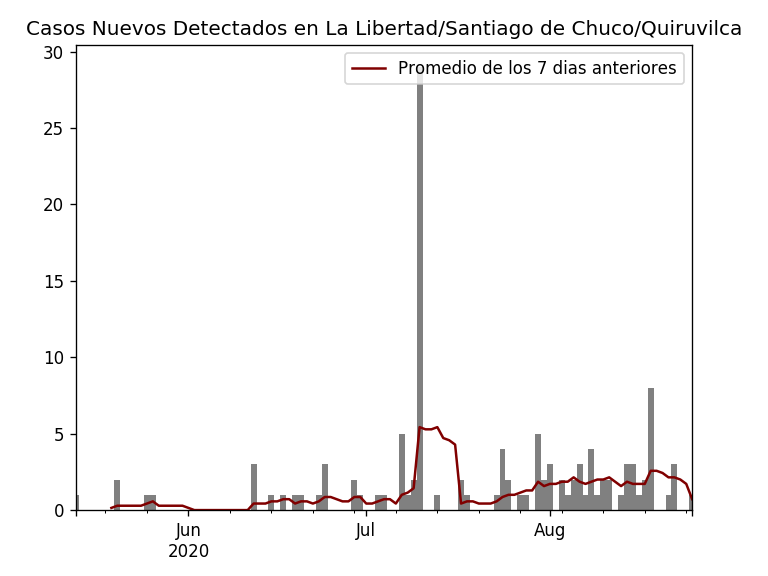 Casos Nuevos Detectados en La Libertad/Santiago de Chuco/Quiruvilca
Promedio de los 7 dias anteriores
30
25
20
15
10
5
0
Jun
2020
Jul
Aug